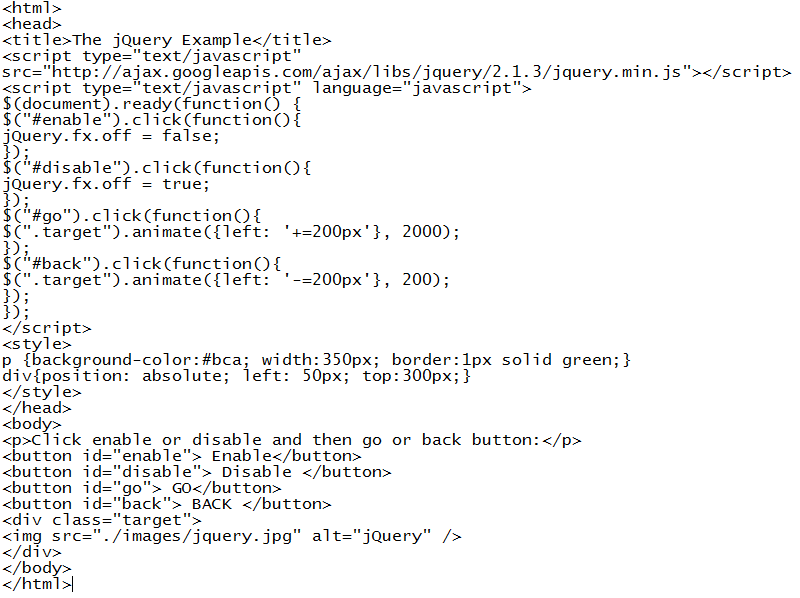 <html>
<head>
<title>The jQuery Example</title>
<script type="text/javascript"
src="http://ajax.googleapis.com/ajax/libs/jquery/2.1.3/jquery.min.js"></script>
<script type="text/javascript" language="javascript">
$(document).ready(function() {
$("#enable").click(function(){
jQuery.fx.off = false;
});
$("#disable").click(function(){
jQuery.fx.off = true;
});
$("#go").click(function(){
$(".target").animate({left: '+=200px'}, 2000);
});
$("#back").click(function(){
$(".target").animate({left: '-=200px'}, 200);
});
});
</script>
<style>
p {background-color:#bca; width:350px; border:1px solid green;}
div{position: absolute; left: 50px; top:300px;}
</style>
</head>
<body>
<p>Click enable or disable and then go or back button:</p>
<button id="enable"> Enable</button>
<button id="disable"> Disable </button>
<button id="go"> GO</button>
<button id="back"> BACK </button>
<div class="target">
<img src="./images/jquery.jpg" alt="jQuery" />
</div>
</body>
</html>